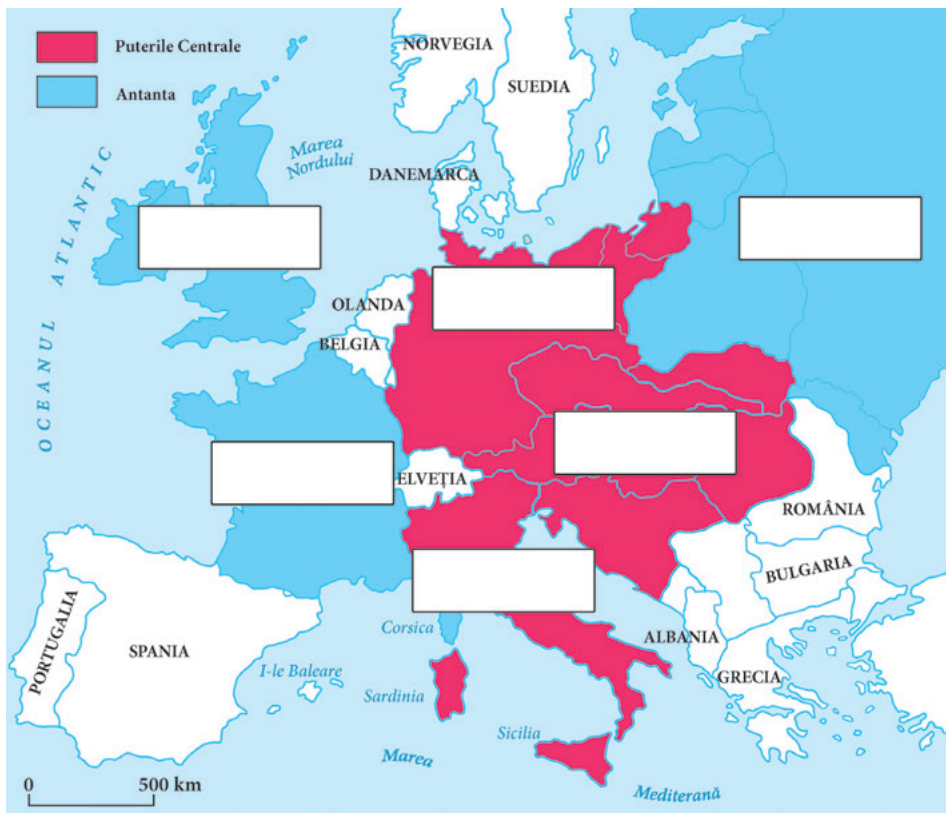 Puterile Centrale
Antanta
NORVEGIA
SUEDIA
Marea
Nordului
DANEMARCA
OCEANUL ATLANTIC
OLANDA
BELGIA
ELVEȚIA
ROMÂNIA
BULGARIA
PORTUGALIA
SPANIA
I-le Baleare
Corsica
Sardinia
ALBANIA
GRECIA
Sicilia
Marea
Mediterană
0 500 km